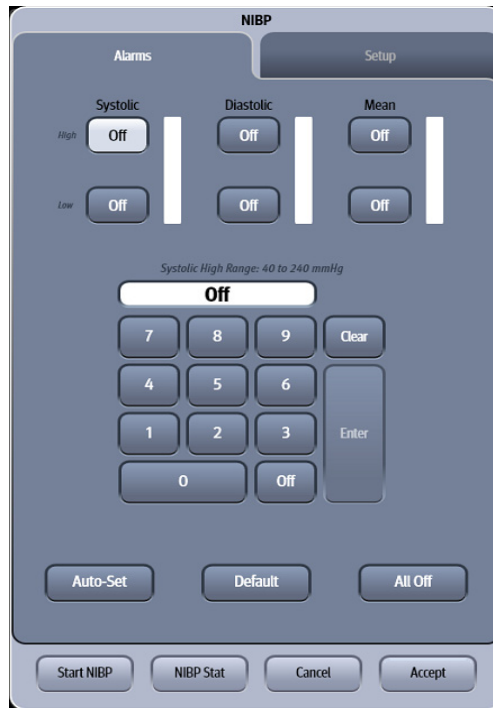 NIBP
Alarms Setup
Systolic Diastolic Mean
High Off Off Off
Low Off Off Off
Systolic High Range: 40 to 240 mmHg
Off
7 8 9 Clear
4 5 6
1 2 3 Enter
0 Off
Auto-Set Default All Off
Start NIBP NIBP Stat Cancel Accept